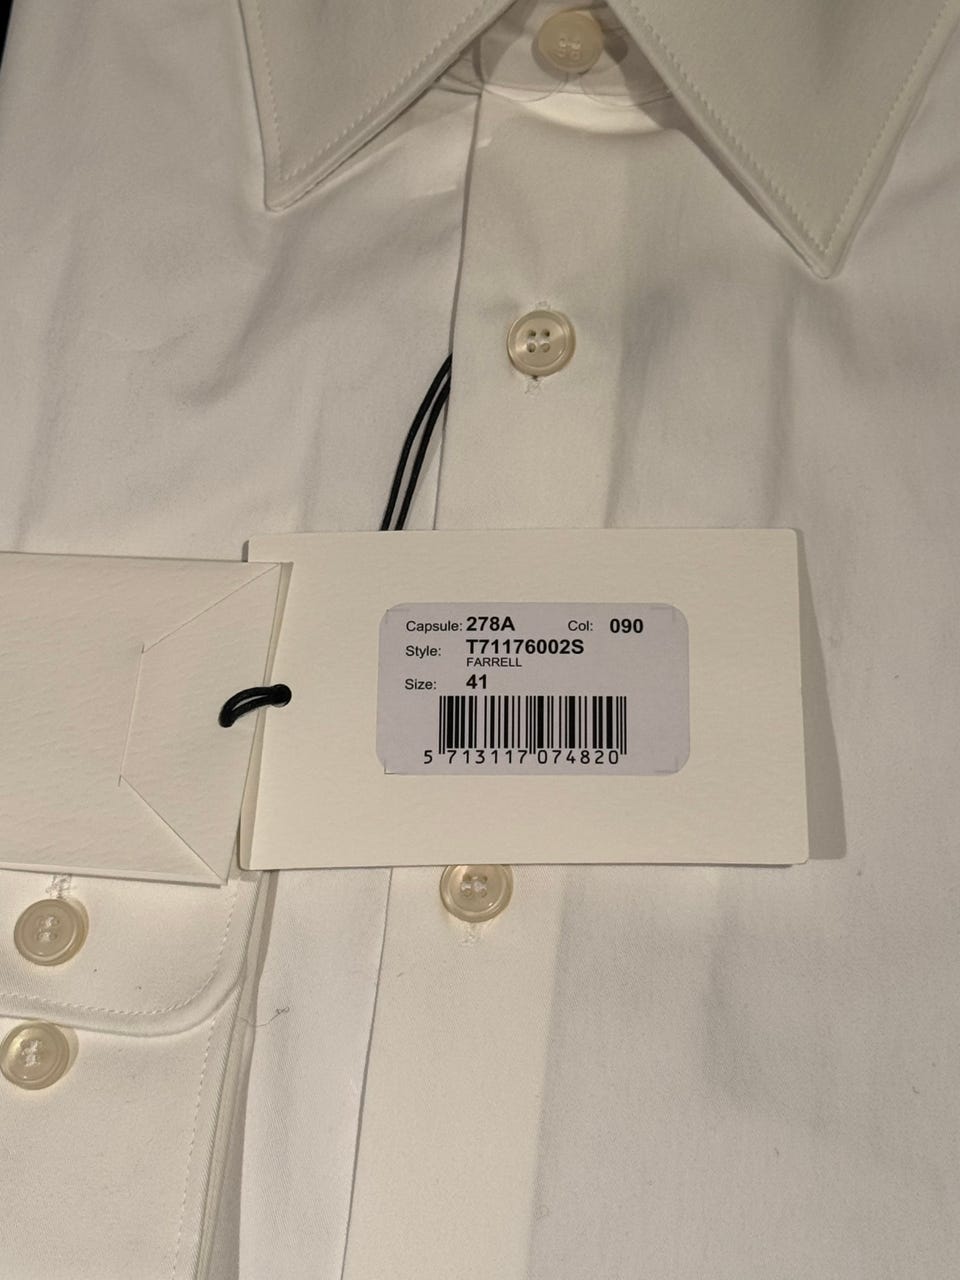 Capsule: 278A Col: 090
Style: T71176002S
FARRELL
Size: 41
5 713117 074820